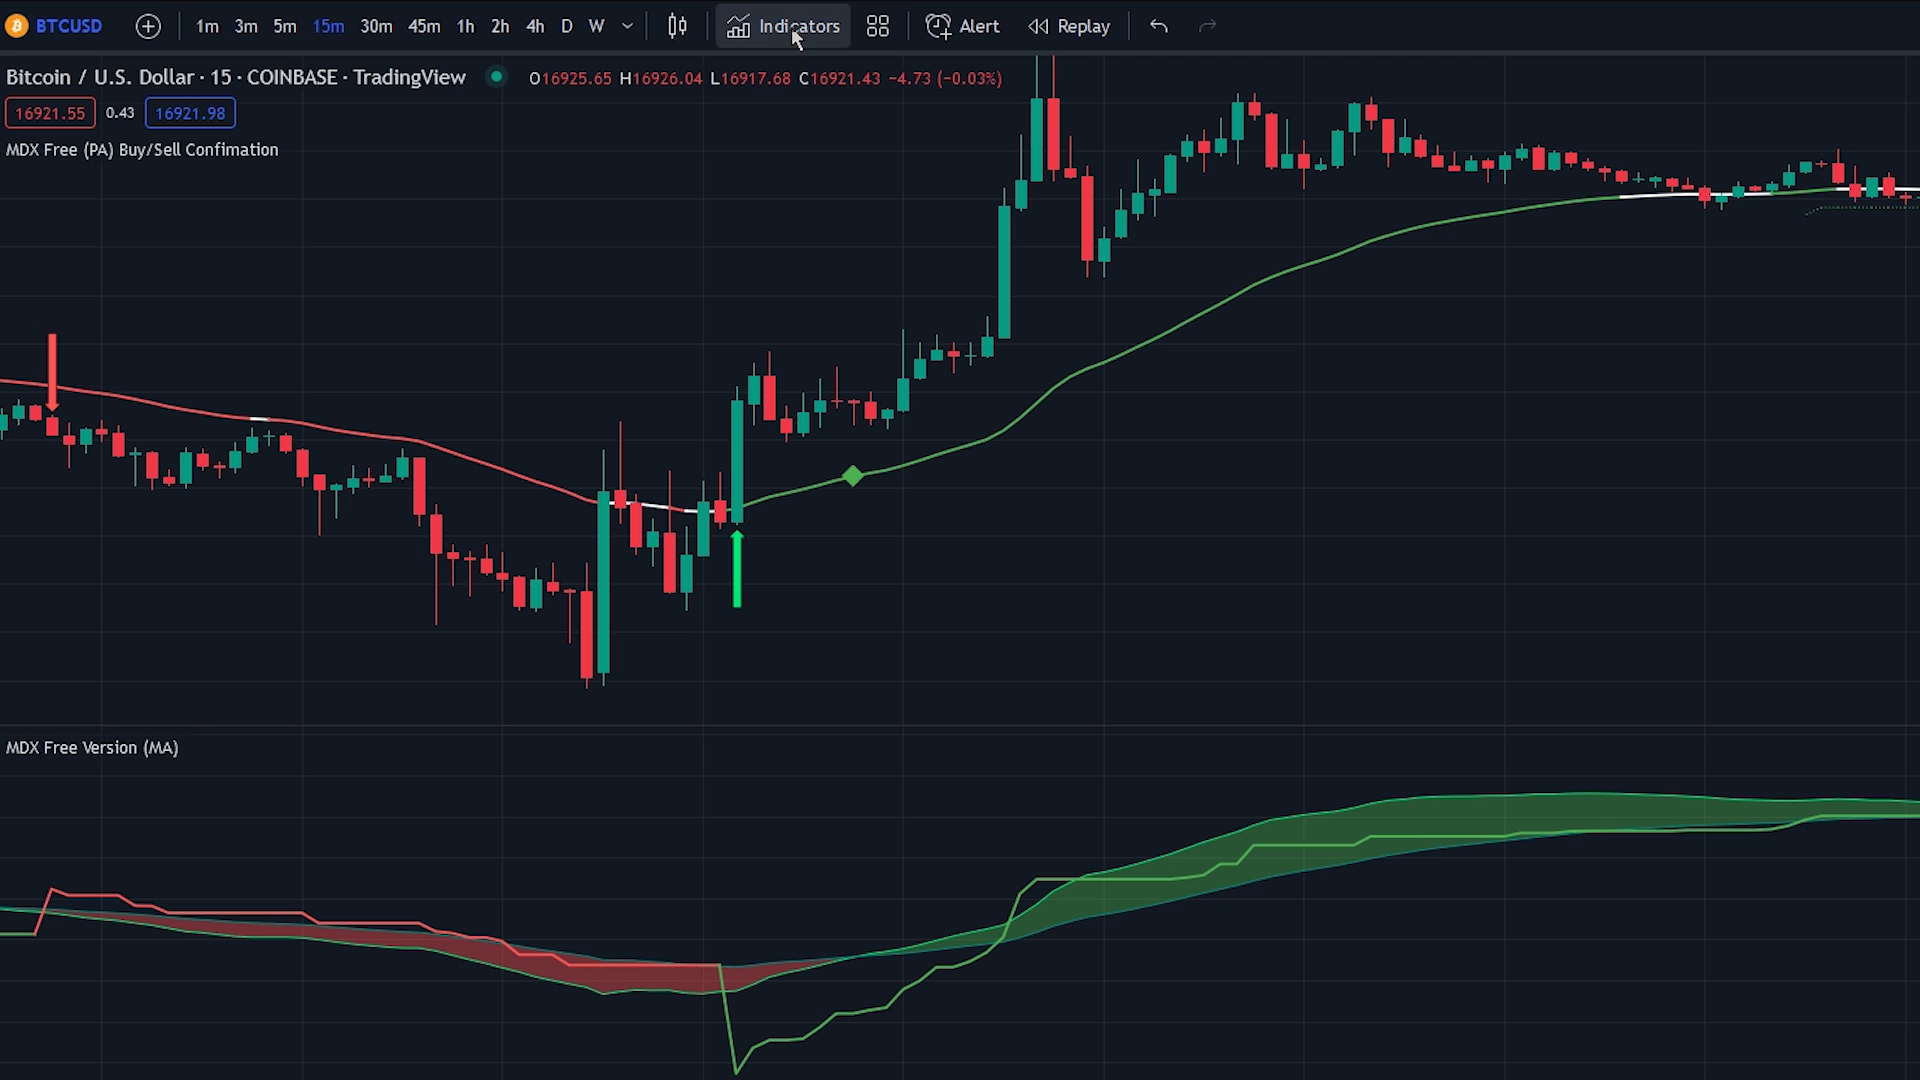 BTCUSD 1m 3m 5m 15m 30m 45m 1h 2h 4h D W Indicators Alert Replay
Bitcoin / U.S. Dollar · 15 · COINBASE · TradingView O16925.65 H16926.04 L16917.68 C16921.43 −4.73 (−0.03%)
16921.55 0.43 16921.98
MDX Free (PA) Buy/Sell Confimation
MDX Free Version (MA)